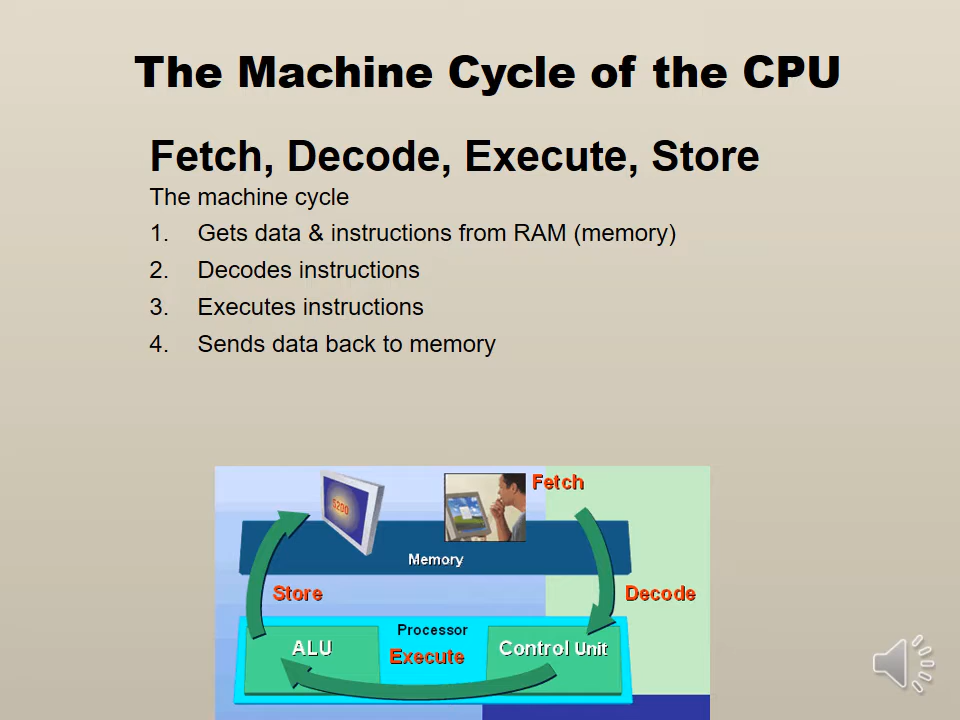 The Machine Cycle of the CPU
Fetch, Decode, Execute, Store
The machine cycle
1. Gets data & instructions from RAM (memory)
2. Decodes instructions
3. Executes instructions
4. Sends data back to memory
Fetch
$200
Memory
Store
Decode
Processor
ALU
Execute
Control Unit